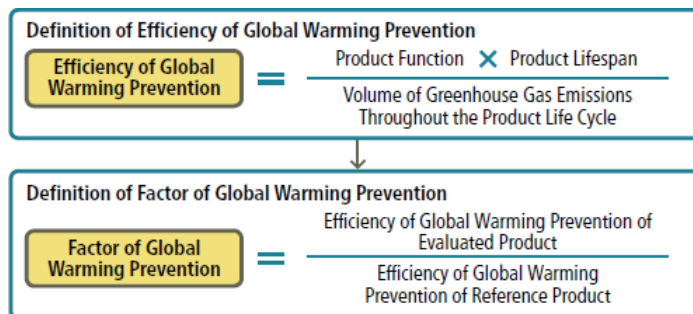 Definition of Efficiency of Global Warming Prevention
Efficiency of Global
Warming Prevention
=
Product Function × Product Lifespan
Volume of Greenhouse Gas Emissions
Throughout the Product Life Cycle
Definition of Factor of Global Warming Prevention
Factor of Global
Warming Prevention
=
Efficiency of Global Warming Prevention of
Evaluated Product
Efficiency of Global Warming
Prevention of Reference Product